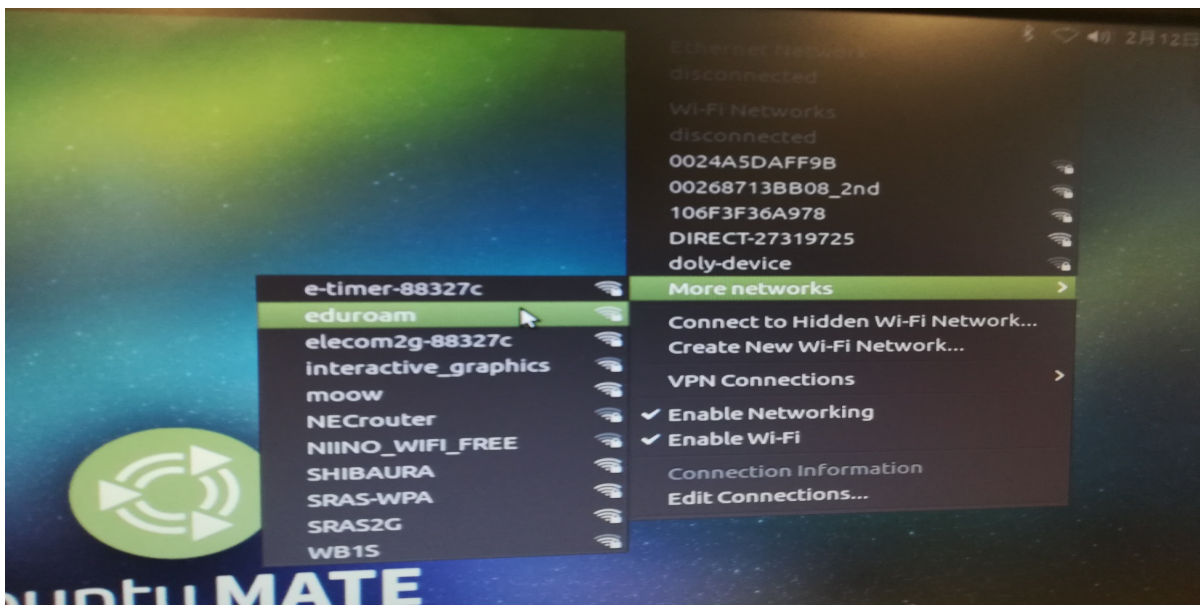 2月12日
Ethernet Network
disconnected
Wi-Fi Networks
disconnected
0024A5DAFF9B
00268713BB08_2nd
106F3F36A978
DIRECT-27319725
doly-device
More networks
Connect to Hidden Wi-Fi Network...
Create New Wi-Fi Network...
VPN Connections
Enable Networking
Enable Wi-Fi
Connection Information
Edit Connections...
e-timer-88327c
eduroam
elecom2g-88327c
interactive_graphics
moow
NECrouter
NIINO_WIFI_FREE
SHIBAURA
SRAS-WPA
SRAS2G
WB1S
ubuntu MATE